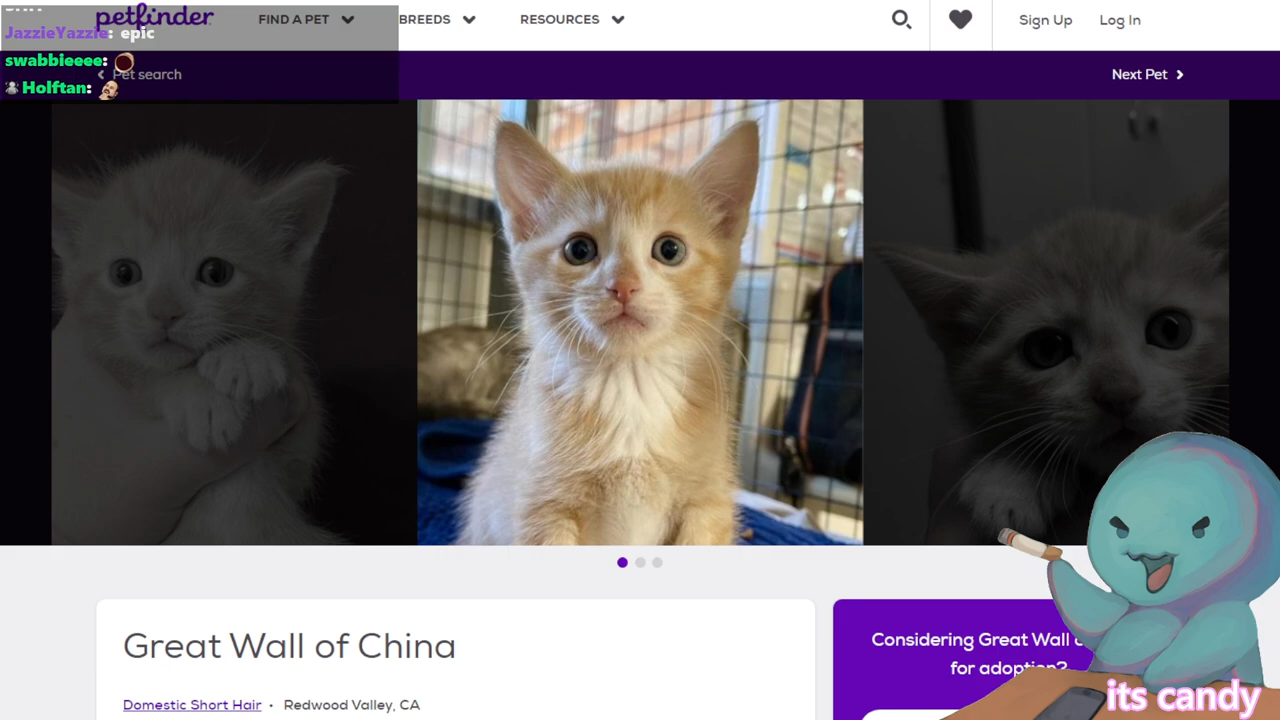 petfinder
FIND A PET
BREEDS
RESOURCES
Sign Up
Log In
JazzieYazzie: epic
swabbieeee:
Holftan:
Pet search
Next Pet
Great Wall of China
Domestic Short Hair • Redwood Valley, CA
Considering Great Wall
for adoption?
its candy